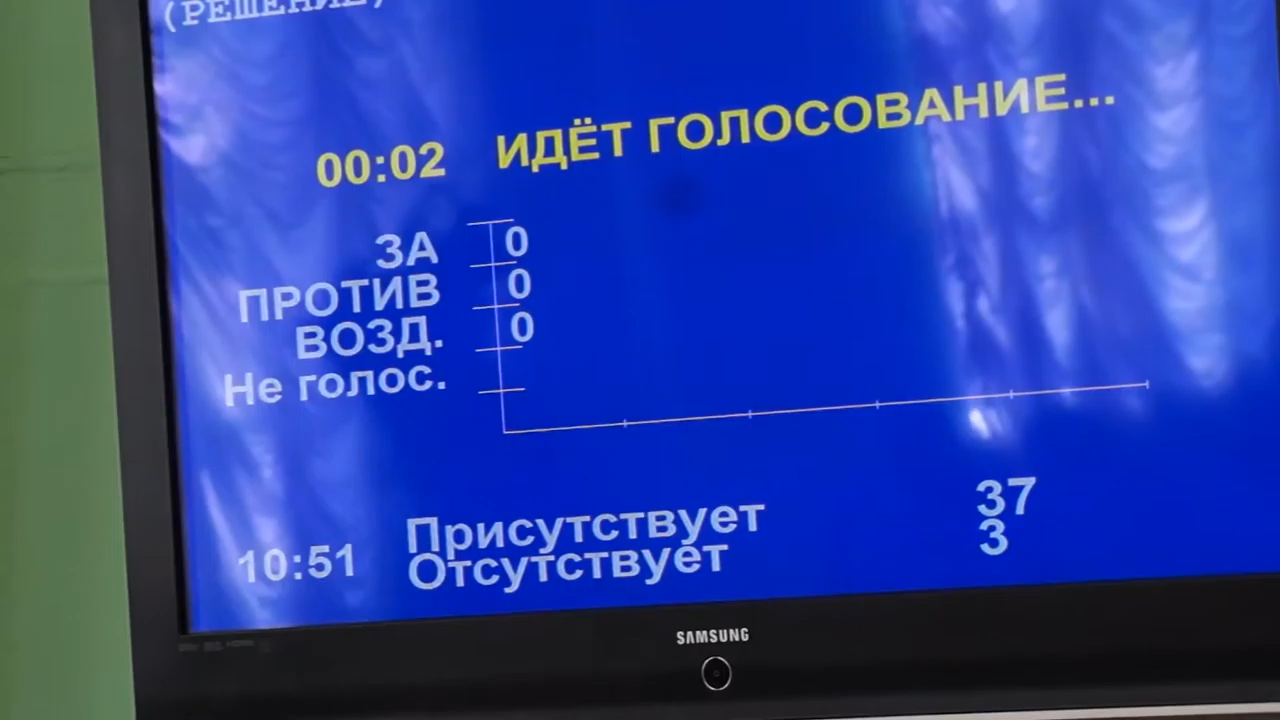 (РЕШЕНИЕ)
00:02 ИДЁТ ГОЛОСОВАНИЕ...
ЗА 0
ПРОТИВ 0
ВОЗД. 0
Не голос.
Присутствует 37
10:51 Отсутствует 3
SAMSUNG